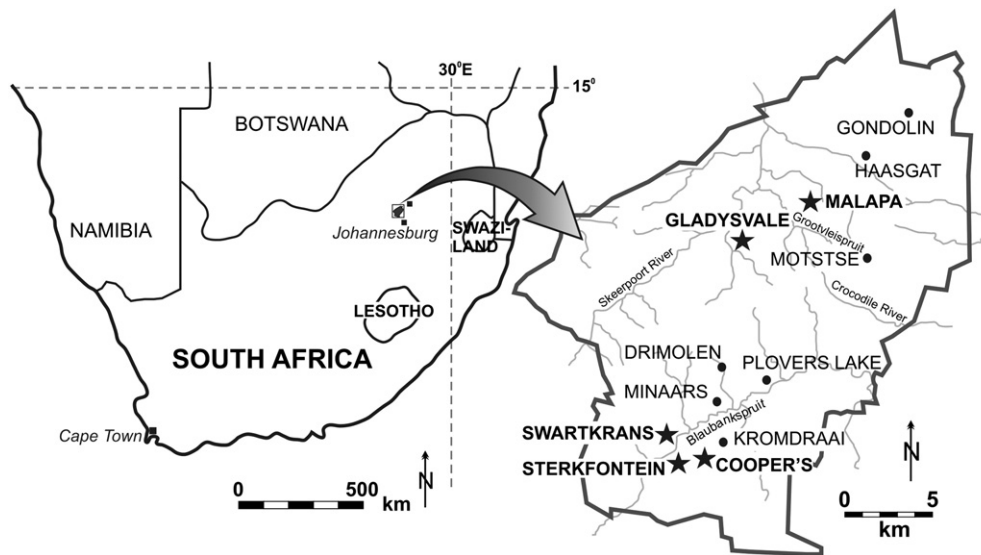 30°E
15°
BOTSWANA
NAMIBIA
Johannesburg
SWAZI-
LAND
LESOTHO
SOUTH AFRICA
Cape Town
0 500
km
N
GONDOLIN
HAASGAT
MALAPA
GLADYSVALE
Grootvleispruit
MOTSTSE
Skeerpoort River
Crocodile River
DRIMOLEN
PLOVERS LAKE
MINAARS
Blaubankspruit
SWARTKRANS
KROMDRAAI
STERKFONTEIN
COOPER'S
N
0 5
km